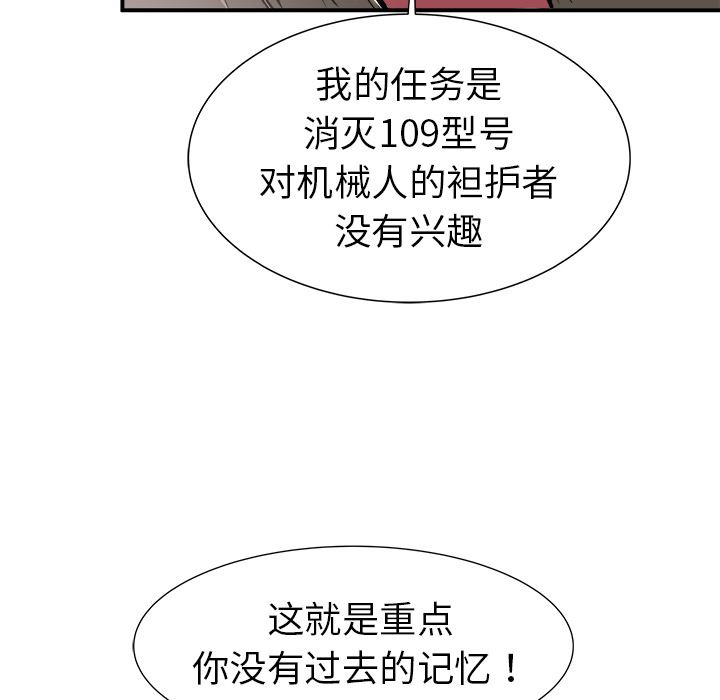 我的任务是
消灭109型号
对机械人的袒护者
没有兴趣
这就是重点
你没有过去的记忆！